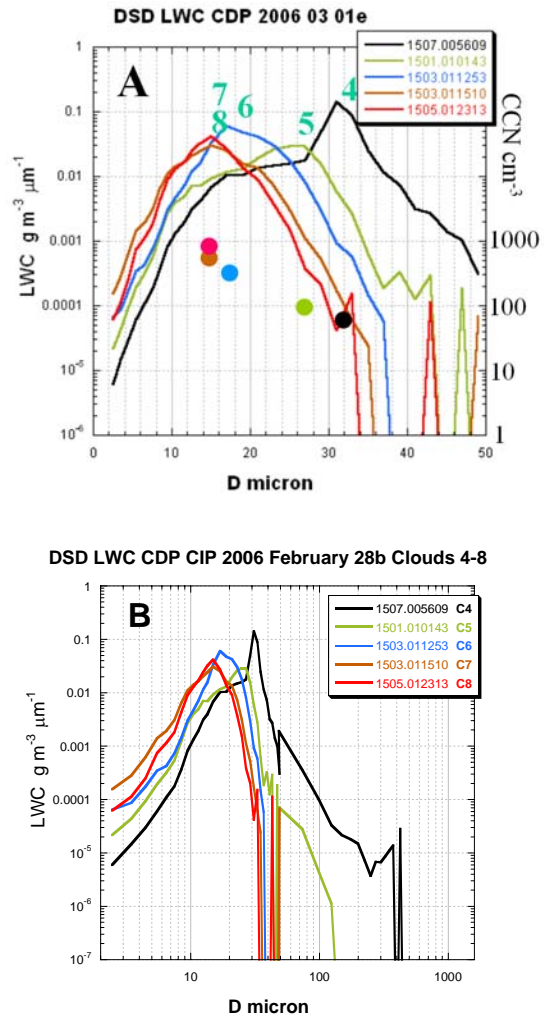 DSD LWC CDP 2006 03 01e
A
1507.005609
1501.010143
1503.011253
1503.011510
1505.012313
7
8
6
5
4
1
0.1
0.01
0.001
0.0001
10⁻⁵
10⁻⁶
LWC g m⁻³ μm⁻¹
CCN cm⁻³
1000
100
10
1
0 10 20 30 40 50
D micron
DSD LWC CDP CIP 2006 February 28b Clouds 4-8
B
1507.005609 C4
1501.010143 C5
1503.011253 C6
1503.011510 C7
1505.012313 C8
1
0.1
0.01
0.001
0.0001
10⁻⁵
10⁻⁶
10⁻⁷
LWC g m⁻³ μm⁻¹
10 100 1000
D micron